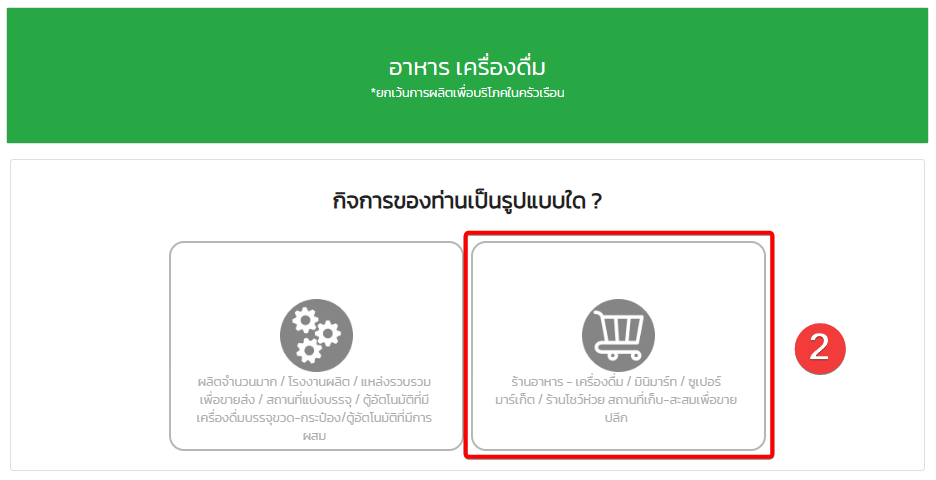 อาหาร เครื่องดื่ม
*ยกเว้นการผลิตเพื่อบริโภคในครัวเรือน
กิจการของท่านเป็นรูปแบบใด ?
ผลิตจำนวนมาก / โรงงานผลิต / แหล่งรวบรวม
เพื่อขายส่ง / สถานที่แบ่งบรรจุ / ตู้อัตโนมัติที่มี
เครื่องดื่มบรรจุขวด-กระป๋อง/ตู้อัตโนมัติที่มีการ
ผสม
ร้านอาหาร - เครื่องดื่ม / มินิมาร์ท / ซูเปอร์
มาร์เก็ต / ร้านโชว์ห่วย สถานที่เก็บ-สะสมเพื่อขาย
ปลีก
2